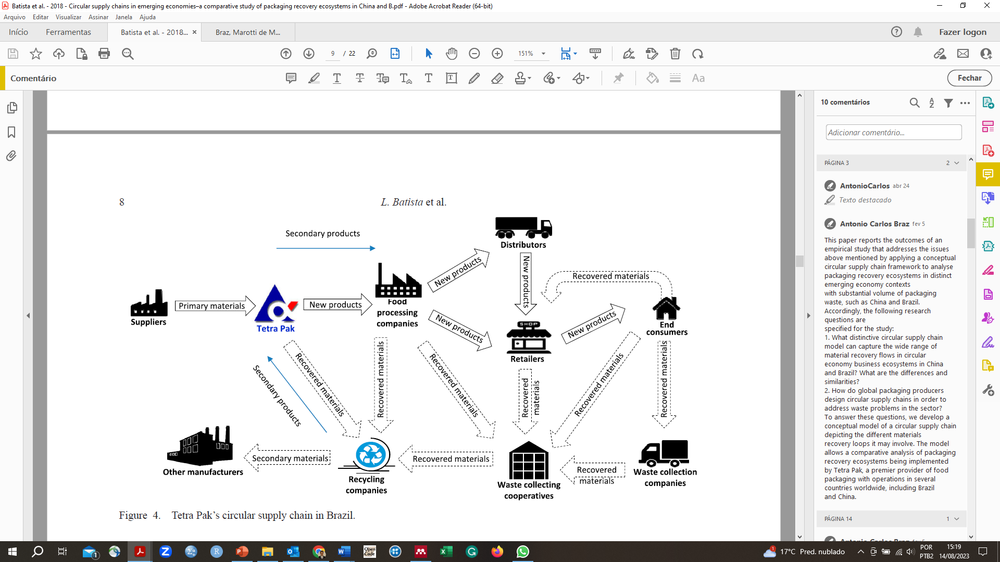 Batista et al. - 2018 - Circular supply chains in emerging economies–a comparative study of packaging recovery ecosystems in China and B.pdf - Adobe Acrobat Reader (64-bit)
Arquivo Editar Visualizar Assinar Janela Ajuda
Início Ferramentas Batista et al. - 2018... × Braz, Marotti de M... Fazer logon
9 / 22 151%
Comentário Fechar
8 L. Batista et al.
Secondary products
Distributors
New products
New products
Recovered materials
Suppliers
Primary materials
Tetra Pak
New products
Food
processing
companies
New products
SHOP
Retailers
New products
End
consumers
Secondary products
Recovered materials
Recovered materials
Recovered materials
Recovered
materials
Recovered materials
Recovered materials
Other manufacturers
Secondary materials
Recycling
companies
Recovered materials
Waste collecting
cooperatives
Recovered
materials
Waste collection
companies
Figure 4. Tetra Pak's circular supply chain in Brazil.
10 comentários
Adicionar comentário...
PÁGINA 3 2
AntonioCarlos abr 24
Texto destacado
Antonio Carlos Braz fev 5
This paper reports the outcomes of an
empirical study that addresses the issues
above mentioned by applying a conceptual
circular supply chain framework to analyse
packaging recovery ecosystems in distinct
emerging economy contexts
with substantial volume of packaging
waste, such as China and Brazil.
Accordingly, the following research
questions are
specified for the study:
1. What distinctive circular supply chain
model can capture the wide range of
material recovery flows in circular
economy business ecosystems in China
and Brazil? What are the differences and
similarities?
2. How do global packaging producers
design circular supply chains in order to
address waste problems in the sector?
To answer these questions, we develop a
conceptual model of a circular supply chain
depicting the different materials
recovery loops it may involve. The model
allows a comparative analysis of packaging
recovery ecosystems being implemented
by Tetra Pak, a premier provider of food
packaging with operations in several
countries worldwide, including Brazil
and China.
PÁGINA 14 1
17°C Pred. nublado
POR
PTB2
15:19
14/08/2023